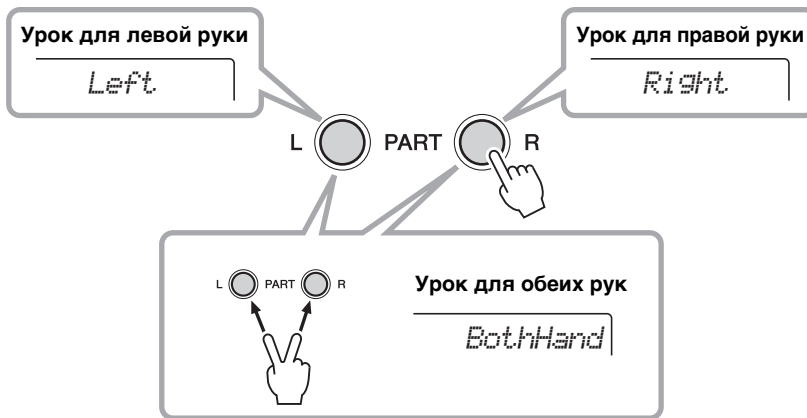 Урок для левой руки
Left
Урок для правой руки
Right
L PART R
L PART R
Урок для обеих рук
BothHand